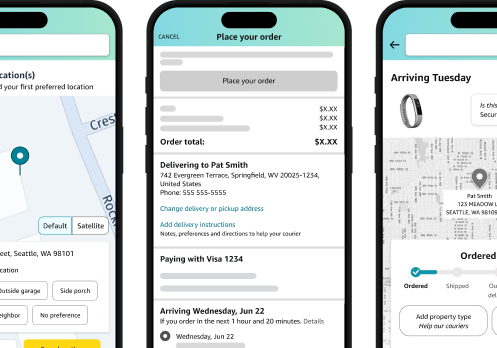 cation(s)
d your first preferred location
Cres
Rock
Default
Satellite
eet, Seattle, WA 98101
cation
utside garage
Side porch
eighbor
No preference
CANCEL
Place your order
Place your order
$X.XX
$X.XX
$X.XX
Order total:
$X.XX
Delivering to Pat Smith
742 Evergreen Terrace, Springfield, WV 20025-1234,
United States
Phone: 555 555-5555
Change delivery or pickup address
Add delivery instructions
Notes, preferences and directions to help your courier
Paying with Visa 1234
Arriving Wednesday, Jun 22
If you order in the next 1 hour and 20 minutes. Details
Wednesday, Jun 22
Arriving Tuesday
Is this
Secur
Pat Smith
123 MEADOW L
SEATTLE, WA 98109
Ordered
Ordered
Shipped
Ou
del
Add property type
Help our couriers